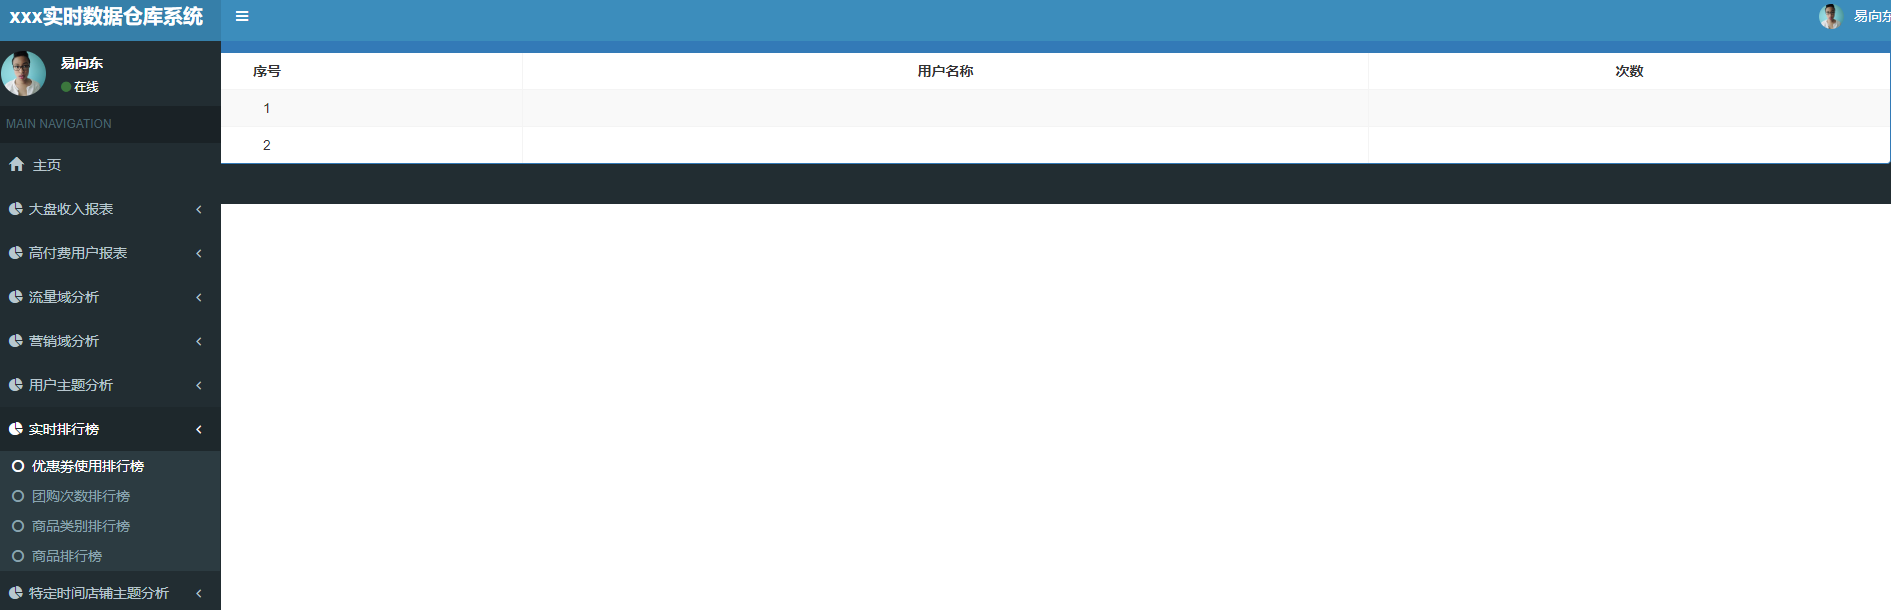 xxx实时数据仓库系统
易向东
易向东
在线
MAIN NAVIGATION
主页
大盘收入报表
高付费用户报表
流量域分析
营销域分析
用户主题分析
实时排行榜
优惠券使用排行榜
团购次数排行榜
商品类别排行榜
商品排行榜
特定时间店铺主题分析
序号 用户名称 次数
1
2